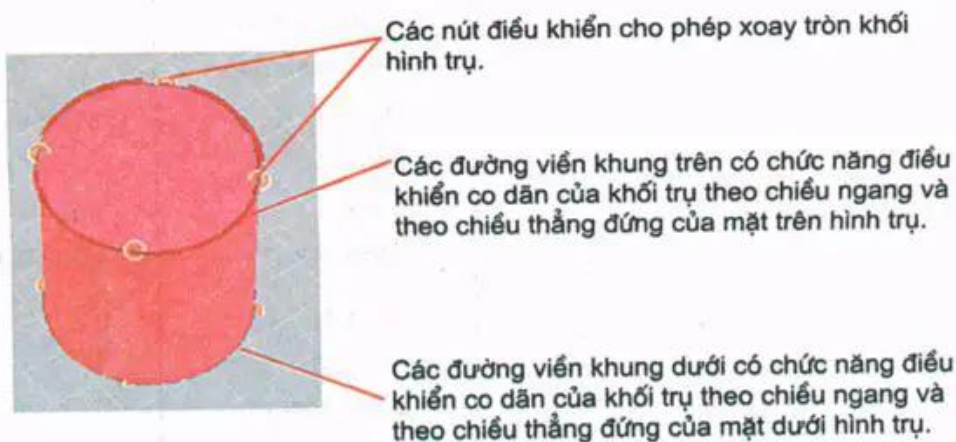 Các nút điều khiển cho phép xoay tròn khối
hình trụ.
Các đường viền khung trên có chức năng điều
khiển co dãn của khối trụ theo chiều ngang và
theo chiều thẳng đứng của mặt trên hình trụ.
Các đường viền khung dưới có chức năng điều
khiển co dãn của khối trụ theo chiều ngang và
theo chiều thẳng đứng của mặt dưới hình trụ.